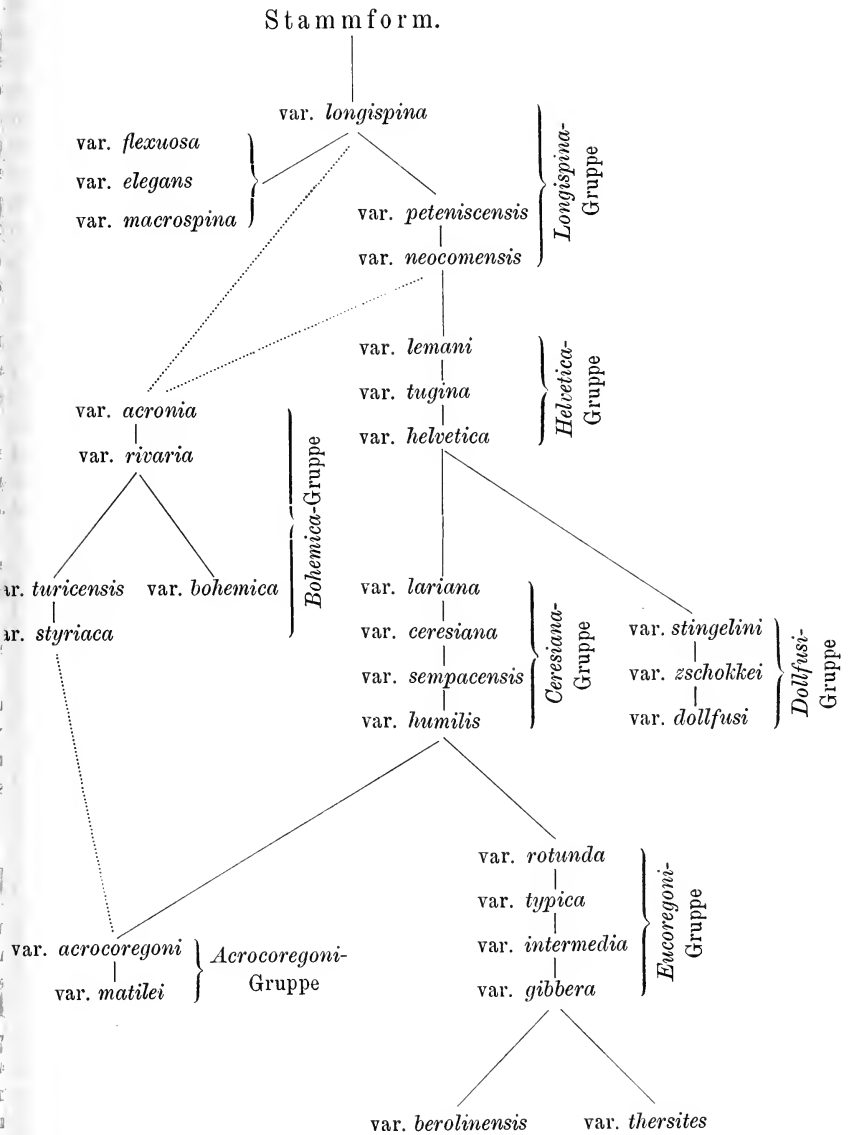 Stammform.
var. longispina
var. flexuosa
var. elegans
var. macrospina
var. peteniscensis
var. neocomensis
Longispina-
Gruppe
var. lemani
var. tugina
var. helvetica
Helvetica-
Gruppe
var. acronia
var. rivaria
ar. turicensis var. bohemica
ar. styriaca
Bohemica-Gruppe
var. lariana
var. ceresiana
var. sempacensis
var. humilis
Ceresiana-
Gruppe
var. stingelini
var. zschokkei
var. dollfusi
Dollfusi-
Gruppe
var. acrocoregoni
var. matilei
Acrocoregoni-
Gruppe
var. rotunda
var. typica
var. intermedia
var. gibbera
Eucoregoni-
Gruppe
var. berolinensis var. thersites